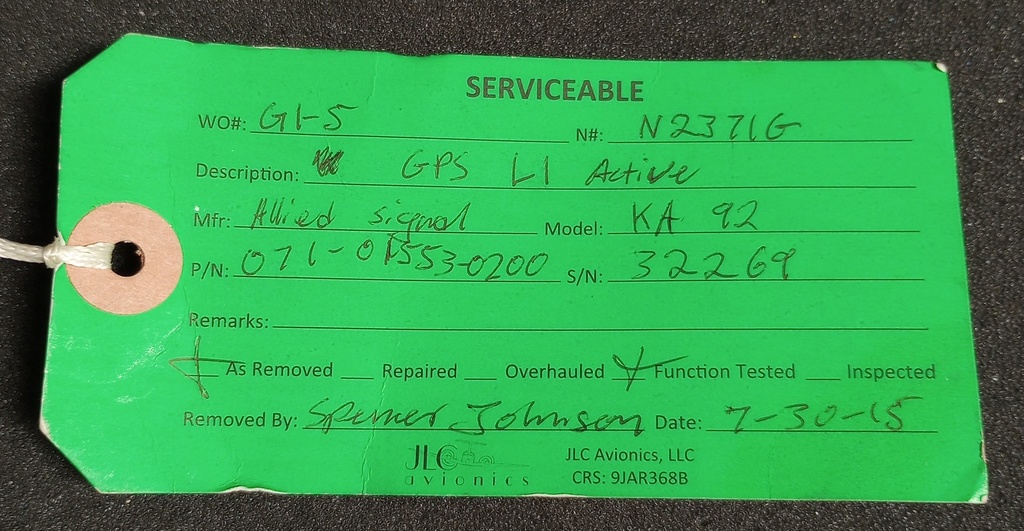 SERVICEABLE
WO#: G1-5 N#: N2371G
Description: GPS L1 Active
Mfr: Allied signal Model: KA 92
P/N: 071-01553-0200 S/N: 32269
Remarks:
As Removed Repaired Overhauled Function Tested Inspected
Removed By: Spencer Johnson Date: 7-30-15
JLC avionics JLC Avionics, LLC
CRS: 9JAR368B